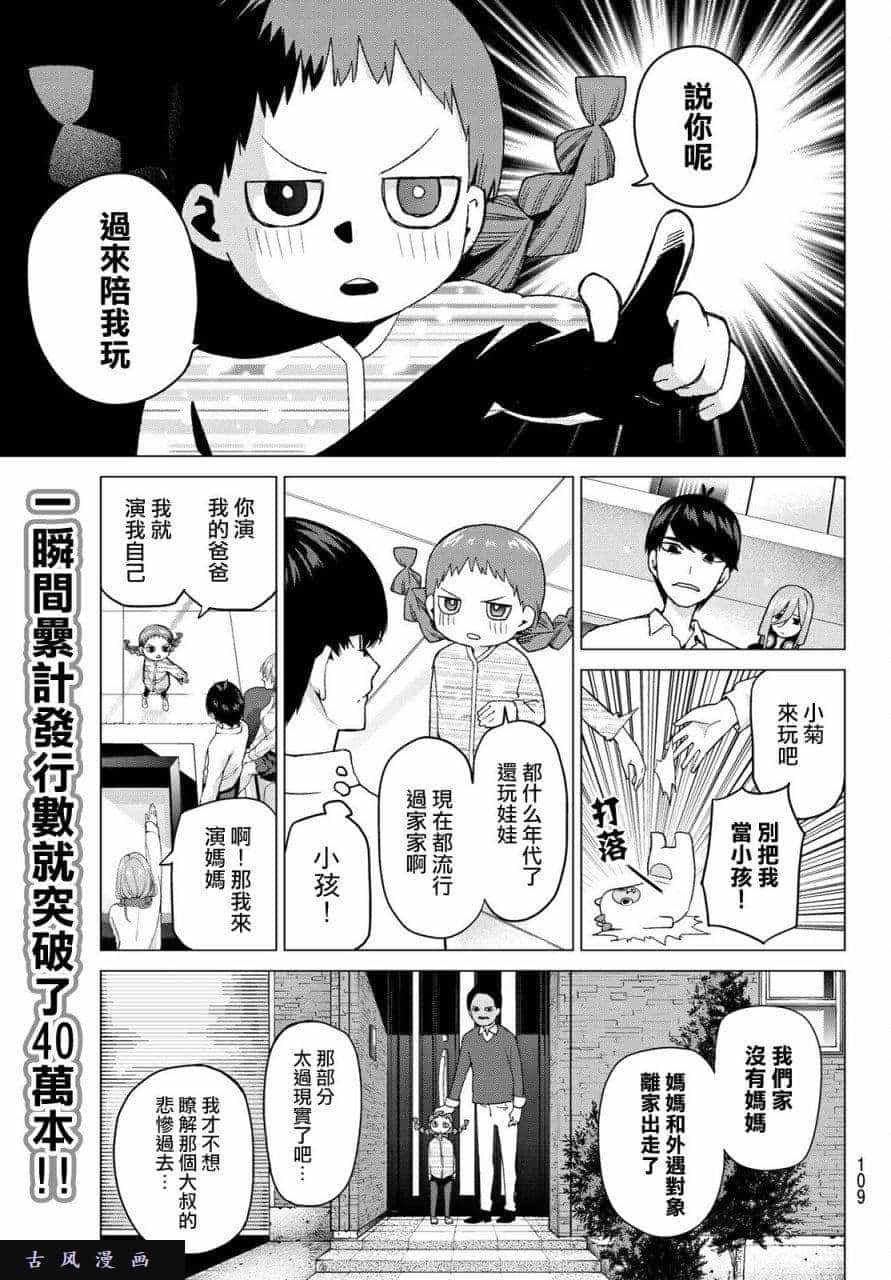 説你呢
過來陪我玩
小菊
來玩吧
別把我
當小孩！
打落
都什么年代了
還玩娃娃
現在都流行
過家家啊
小孩！
你演
我的爸爸
我就
演我自己
啊！那我來
演媽媽
我們家
沒有媽媽
媽媽和外遇對象
離家出走了
那部分
太過現實了吧…
我才不想
瞭解那個大叔的
悲慘過去…
一瞬間纍計發行數就突破了40萬本!!
109
古风漫画